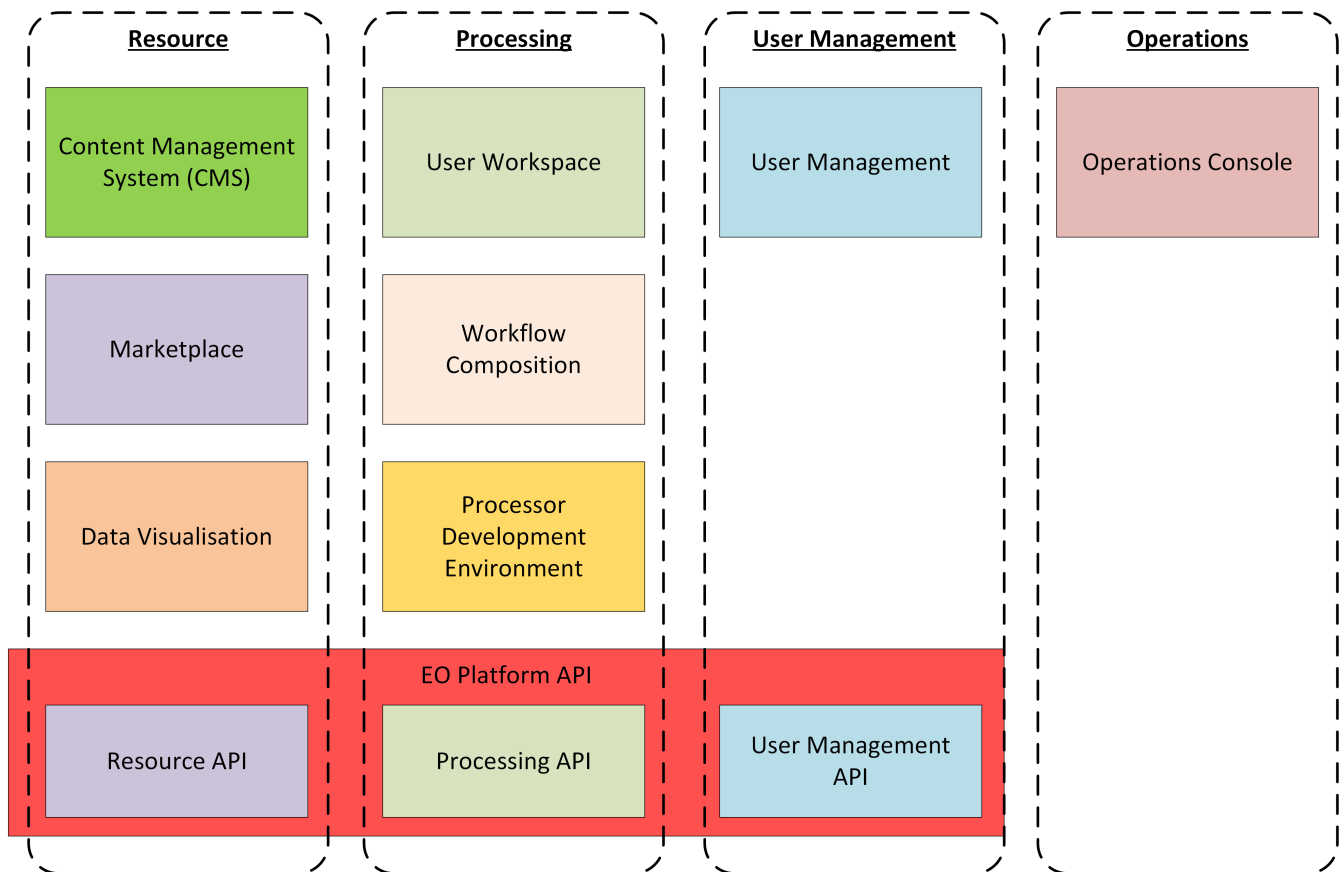 Resource
Processing
User Management
Operations
Content Management
System (CMS)
User Workspace
User Management
Operations Console
Marketplace
Workflow
Composition
Data Visualisation
Processor
Development
Environment
EO Platform API
Resource API
Processing API
User Management
API